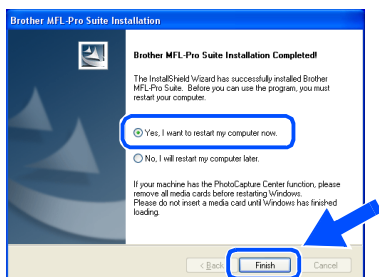 Brother MFL-Pro Suite Installation
Brother MFL-Pro Suite Installation Completed!
The InstallShield Wizard has successfully installed Brother
MFL-Pro Suite. Before you can use the program, you must
restart your computer.
Yes, I want to restart my computer now.
No, I will restart my computer later.
If your machine has the PhotoCapture Center function, please
remove all media cards before restarting Windows.
Please do not insert a media card until Windows has finished
loading.
< Back
Finish
Cancel